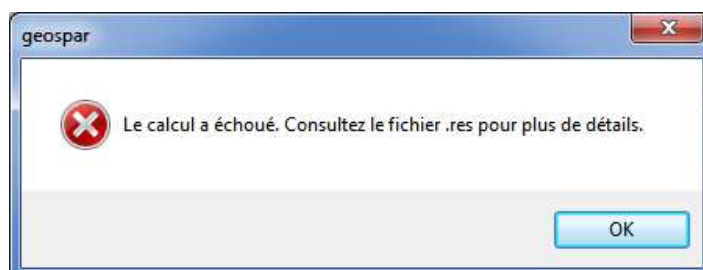 geospar
Le calcul a échoué. Consultez le fichier .res pour plus de détails.
OK